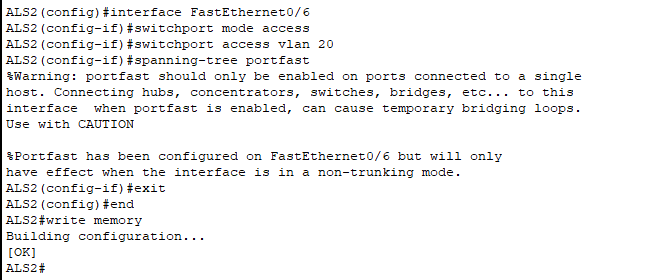 ALS2(config)#interface FastEthernet0/6
ALS2(config-if)#switchport mode access
ALS2(config-if)#switchport access vlan 20
ALS2(config-if)#spanning-tree portfast
%Warning: portfast should only be enabled on ports connected to a single
host. Connecting hubs, concentrators, switches, bridges, etc... to this
interface  when portfast is enabled, can cause temporary bridging loops.
Use with CAUTION

%Portfast has been configured on FastEthernet0/6 but will only
have effect when the interface is in a non-trunking mode.
ALS2(config-if)#exit
ALS2(config)#end
ALS2#write memory
Building configuration...
[OK]
ALS2#